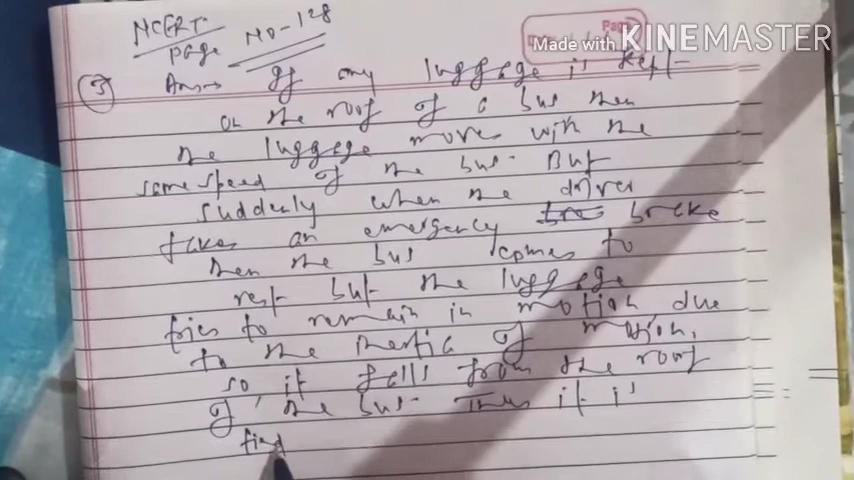 NCERT
page NO-128
Page
Made with KINEMASTER
3 Ans→ If any luggage is kept
on the roof of a bus then
the luggage moves with the
same speed of the bus. But
suddenly when the driver
takes an emergency brake
then the bus comes to
rest but the luggage
tries to remain in motion due
to the inertia of motion.
so, it falls from the roof
of the bus. Thus it is